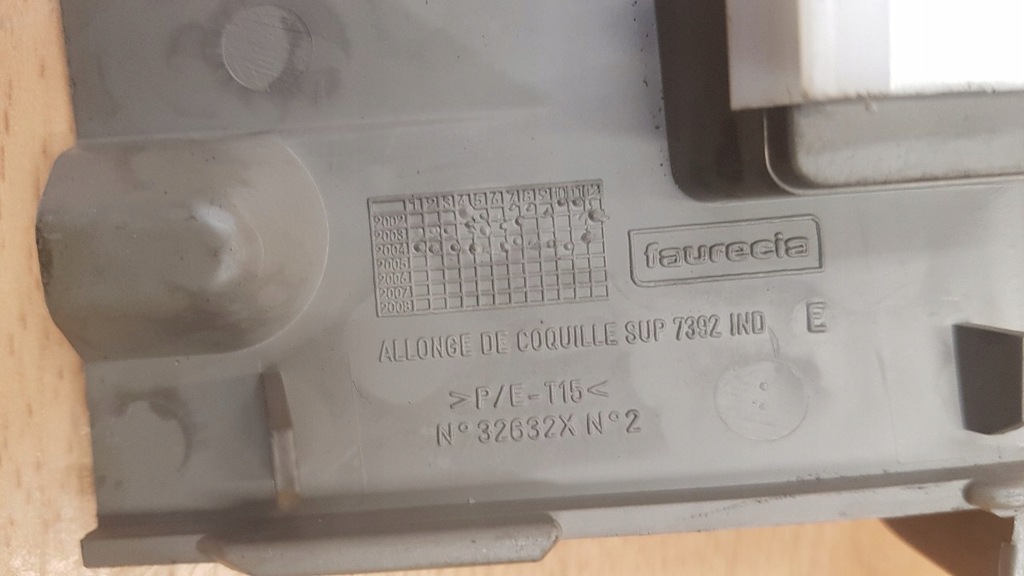 1 2 3 4 5 6 7 8 9 10 11 12
2002
2003
2004
2005
2006
2007
2008
faurecia
ALLONGE DE COQUILLE SUP 7392 IND E
>P/E-T15<
N° 32632X N°2